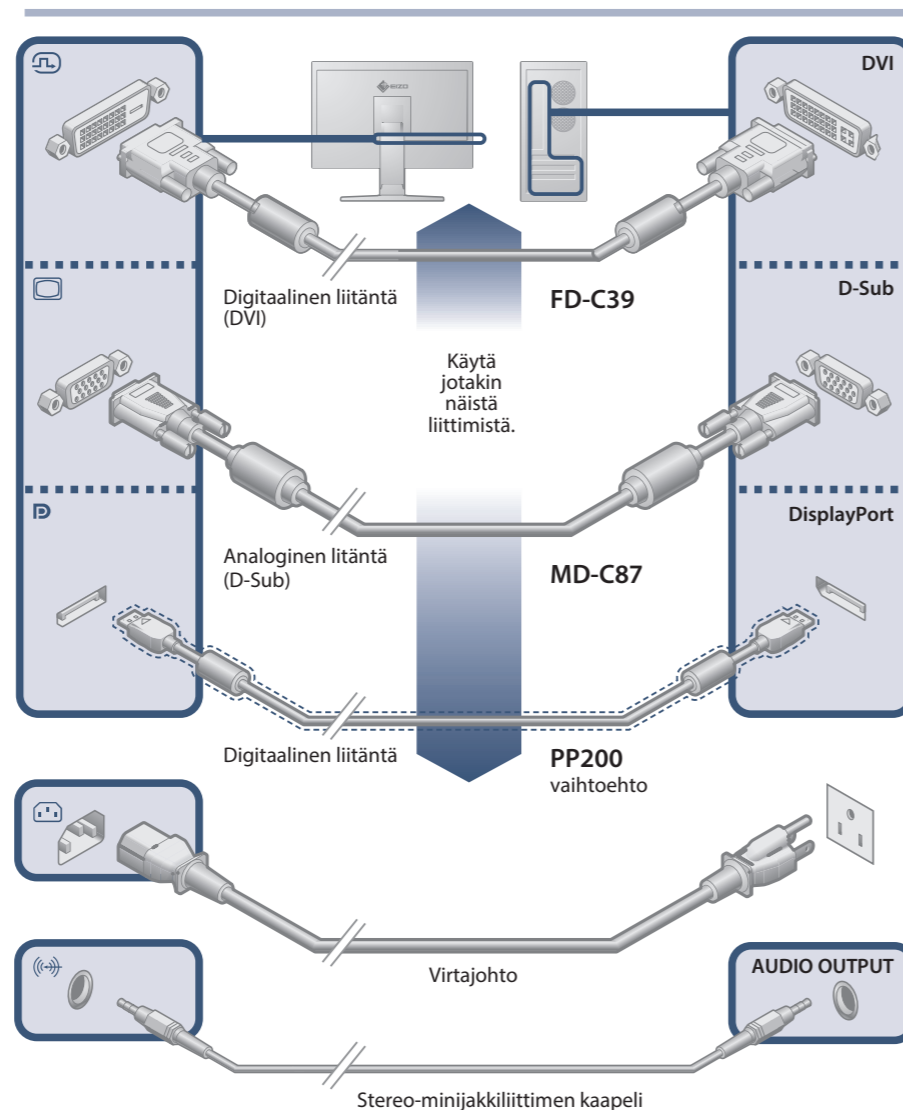 EIZO
DVI
Digitaalinen liitäntä
(DVI)
FD-C39
D-Sub
Käytä
jotakin
näistä
liittimistä.
Analoginen litäntä
(D-Sub)
MD-C87
DisplayPort
Digitaalinen liitäntä
PP200
vaihtoehto
Virtajohto
AUDIO OUTPUT
Stereo-minijakkiliittimen kaapeli